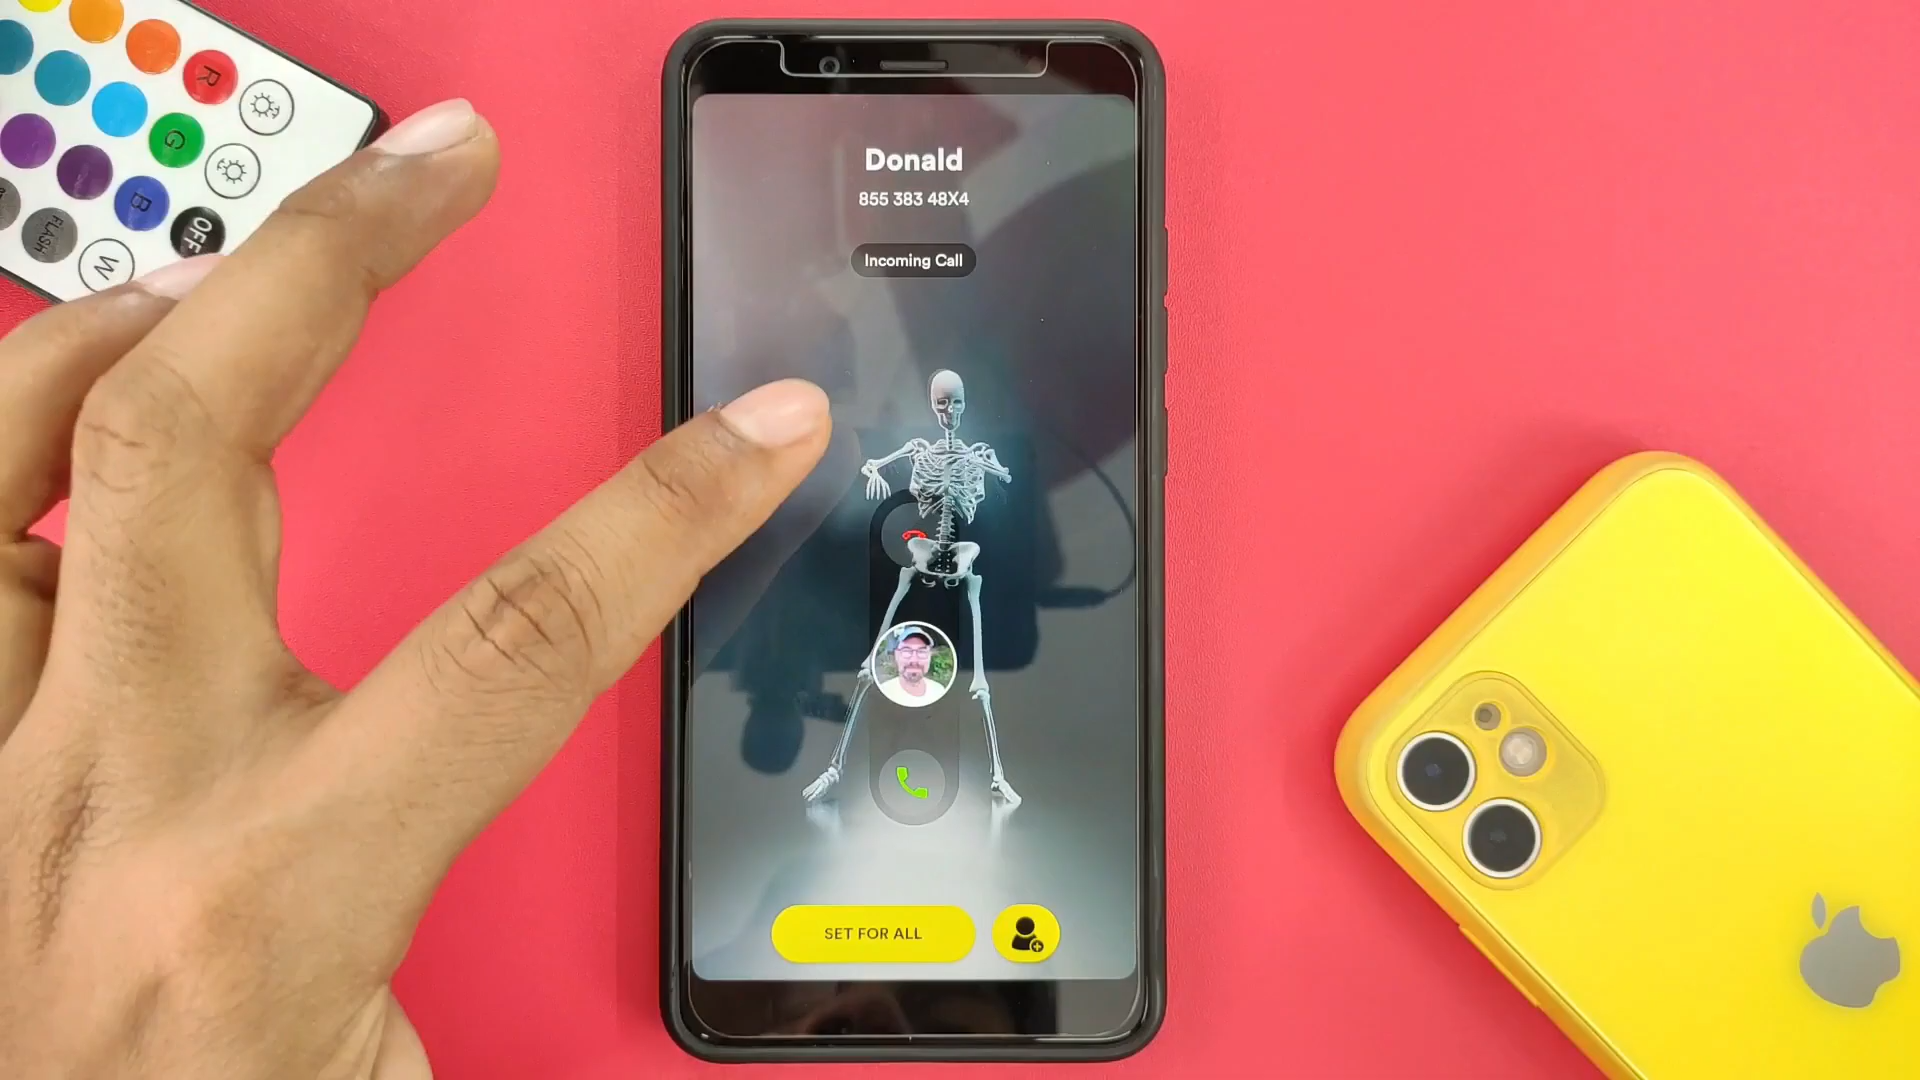 R
G
B
OFF
FLASH
W
Donald
855 383 48X4
Incoming Call
SET FOR ALL